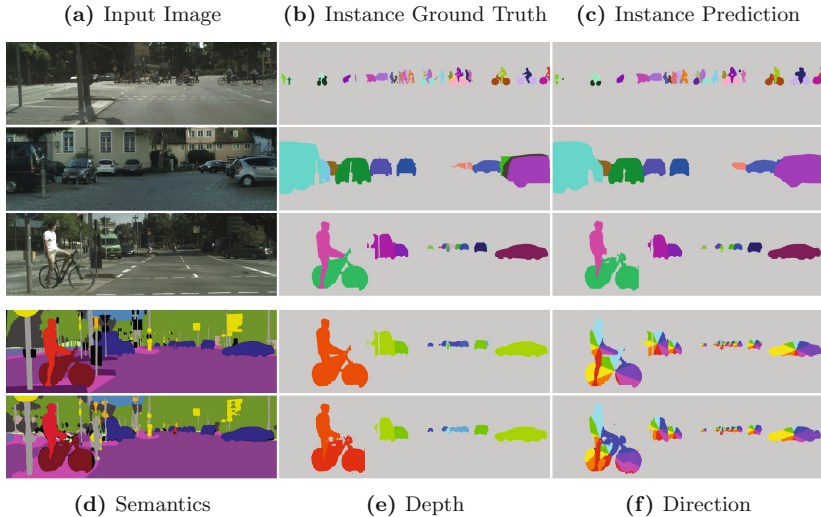 (a) Input Image (b) Instance Ground Truth (c) Instance Prediction
(d) Semantics (e) Depth (f) Direction